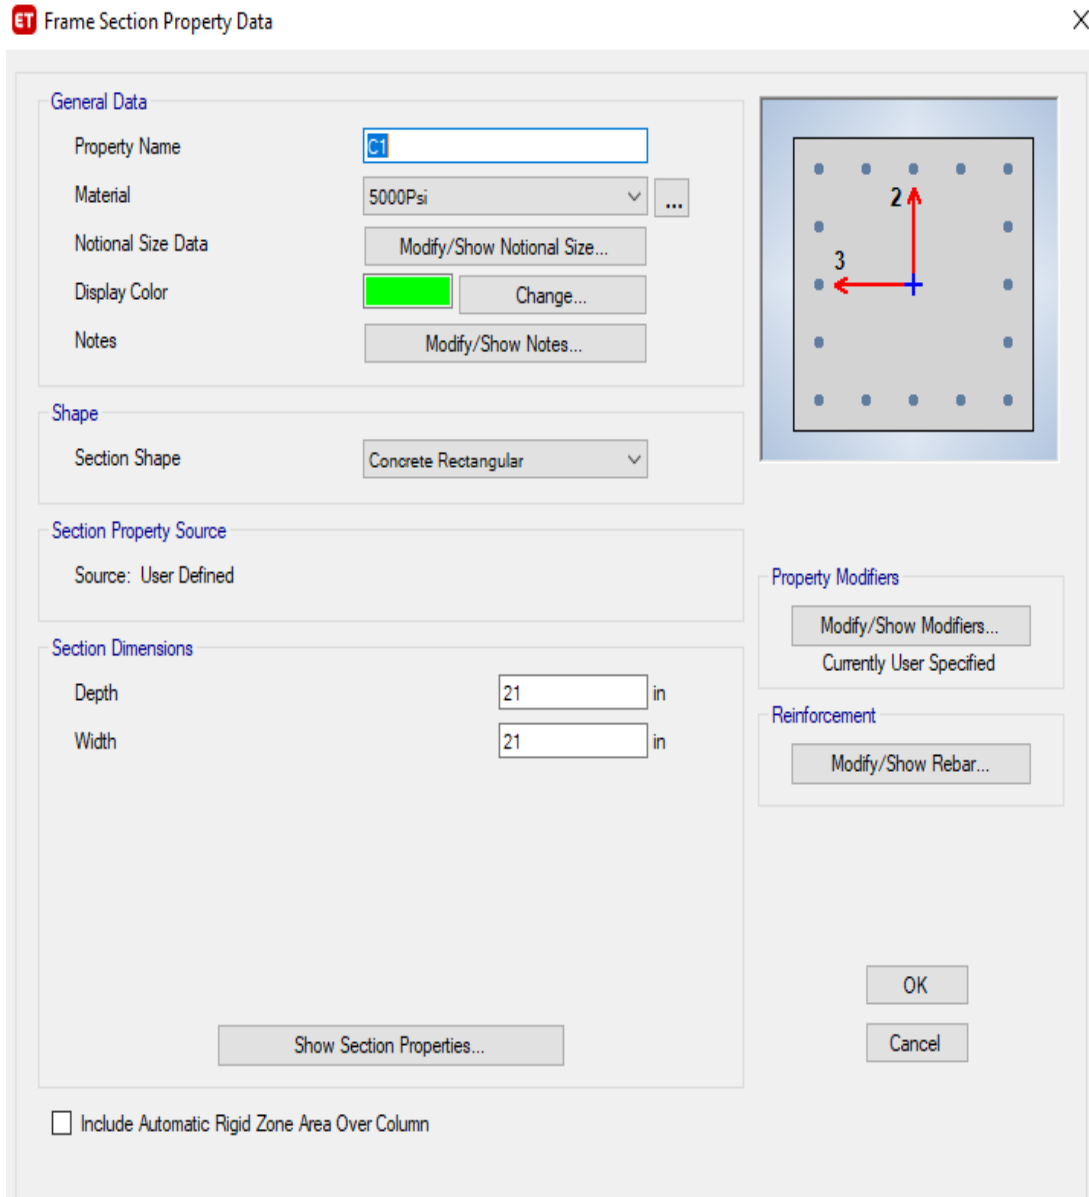 ET Frame Section Property Data
General Data
Property Name C1
Material 5000Psi ...
Notional Size Data Modify/Show Notional Size...
Display Color Change...
Notes Modify/Show Notes...
2
3
Shape
Section Shape Concrete Rectangular
Section Property Source
Source: User Defined
Property Modifiers
Modify/Show Modifiers...
Currently User Specified
Section Dimensions
Depth 21 in
Width 21 in
Reinforcement
Modify/Show Rebar...
OK
Cancel
Show Section Properties...
Include Automatic Rigid Zone Area Over Column